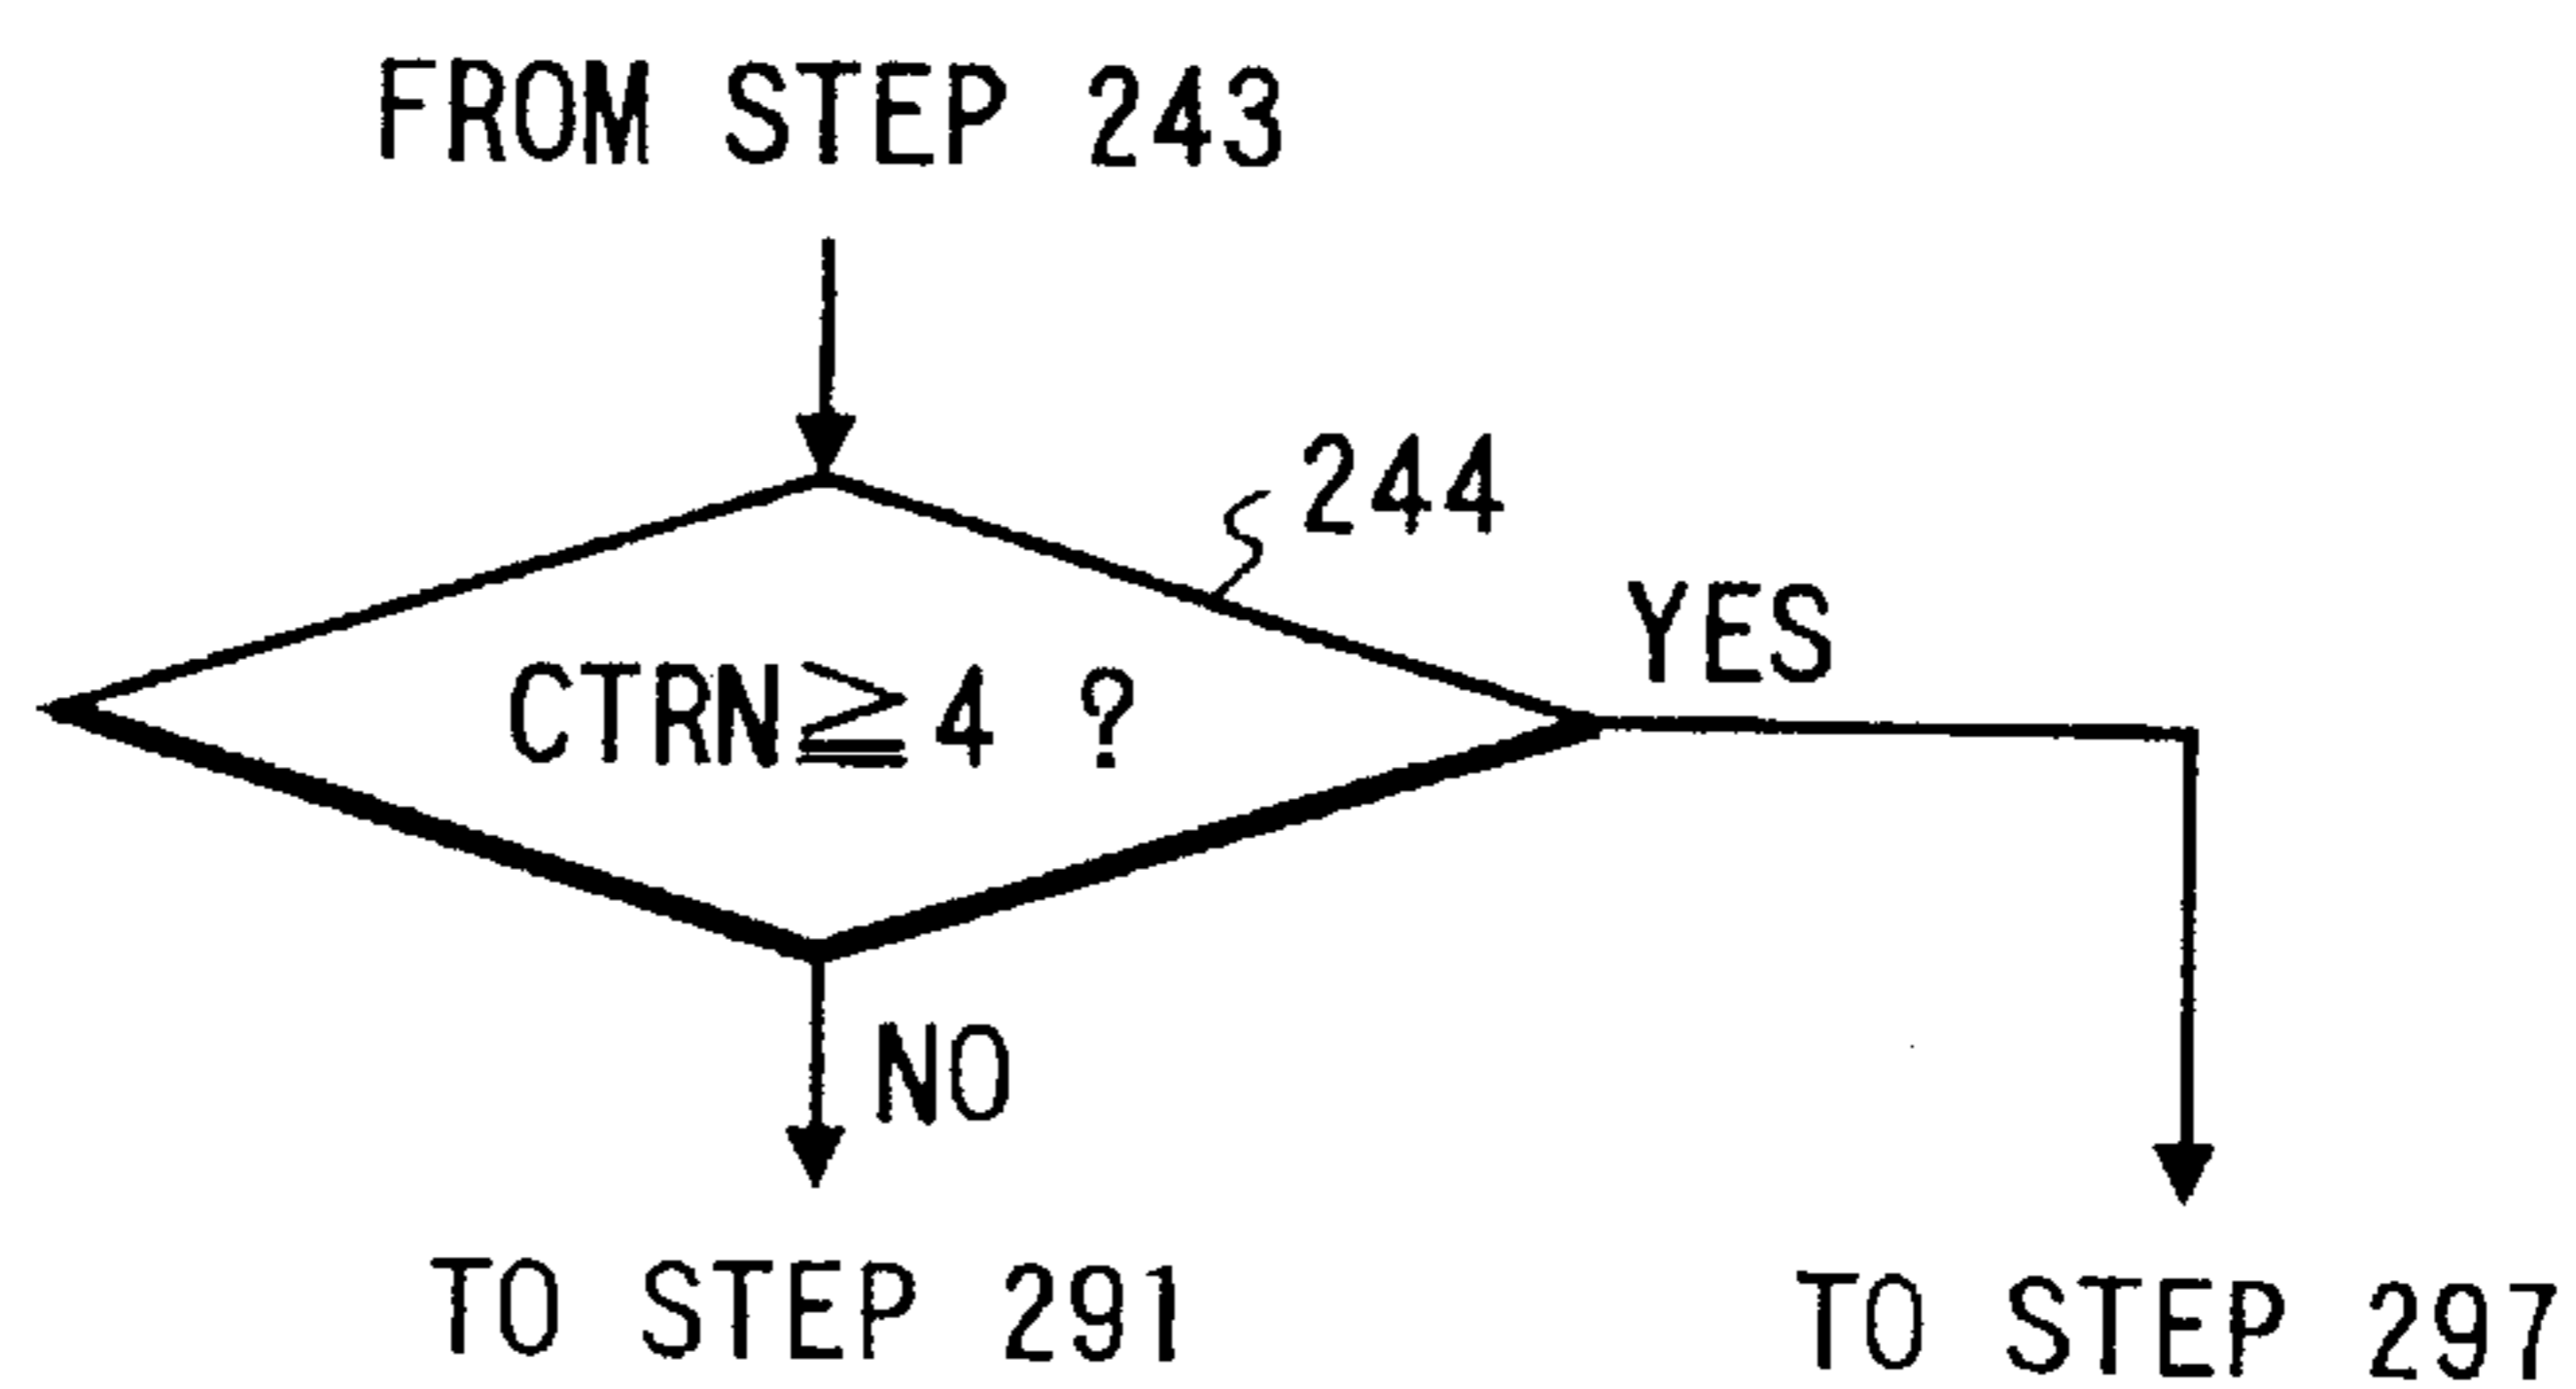 FROM STEP 243
244
YES
CTRN≧4 ?
NO
TO STEP 291
TO STEP 297